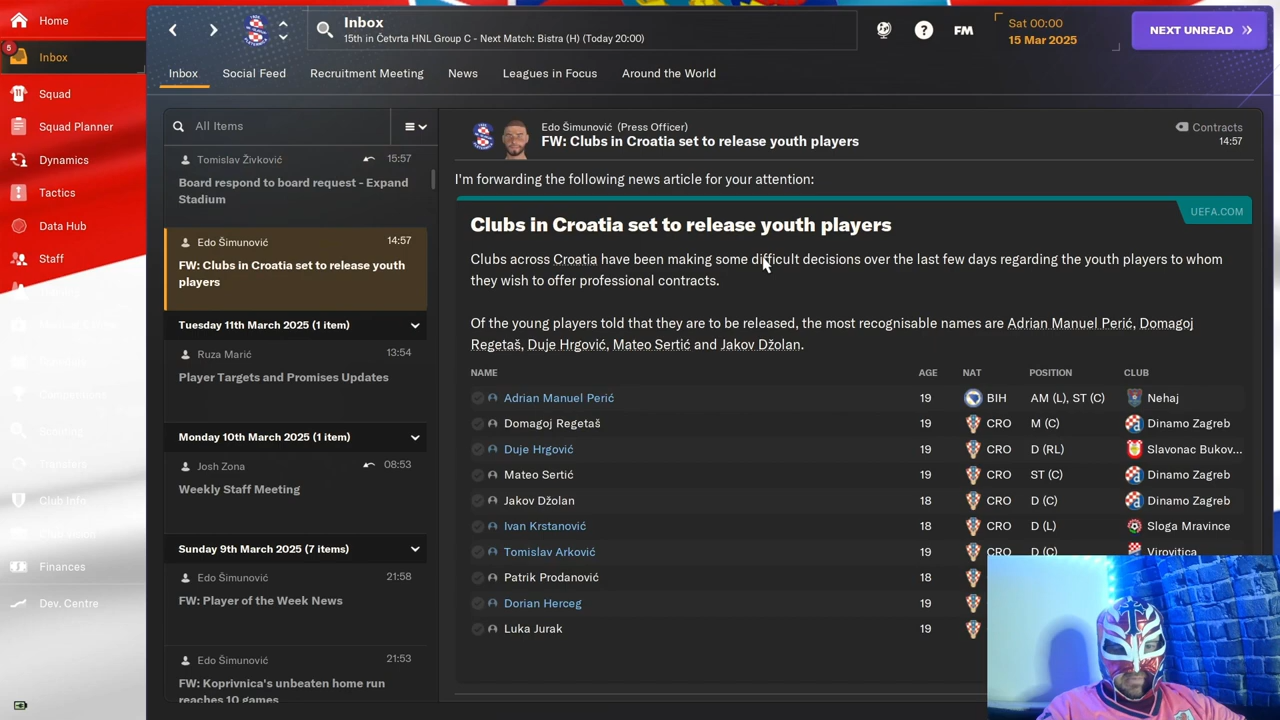 Home
5
Inbox
Squad
Squad Planner
Dynamics
Tactics
Data Hub
Staff
Club Info
Finances
Dev. Centre
Inbox
15th in Četvrta HNL Group C - Next Match: Bistra (H) (Today 20:00)
?
FM
Sat 00:00
15 Mar 2025
NEXT UNREAD
Inbox
Social Feed
Recruitment Meeting
News
Leagues in Focus
Around the World
All Items
Tomislav Živković 15:57
Board respond to board request - Expand
Stadium
Edo Šimunović 14:57
FW: Clubs in Croatia set to release youth
players
Tuesday 11th March 2025 (1 item)
Ruza Marić 13:54
Player Targets and Promises Updates
Monday 10th March 2025 (1 item)
Josh Zona 08:53
Weekly Staff Meeting
Sunday 9th March 2025 (7 items)
Edo Šimunović 21:58
FW: Player of the Week News
Edo Šimunović 21:53
FW: Koprivnica's unbeaten home run
reaches 10 games
Edo Šimunović (Press Officer)
FW: Clubs in Croatia set to release youth players
Contracts
14:57
I'm forwarding the following news article for your attention:
UEFA.COM
Clubs in Croatia set to release youth players
Clubs across Croatia have been making some difficult decisions over the last few days regarding the youth players to whom
they wish to offer professional contracts.
Of the young players told that they are to be released, the most recognisable names are Adrian Manuel Perić, Domagoj
Regetaš, Duje Hrgović, Mateo Sertić and Jakov Džolan.
NAME AGE NAT POSITION CLUB
Adrian Manuel Perić 19 BIH AM (L), ST (C) Nehaj
Domagoj Regetaš 19 CRO M (C) Dinamo Zagreb
Duje Hrgović 19 CRO D (RL) Slavonac Bukov...
Mateo Sertić 19 CRO ST (C) Dinamo Zagreb
Jakov Džolan 18 CRO D (C) Dinamo Zagreb
Ivan Krstanović 18 CRO D (L) Sloga Mravince
Tomislav Arković 19 CRO D (C) Virovitica
Patrik Prodanović 18
Dorian Herceg 19
Luka Jurak 19